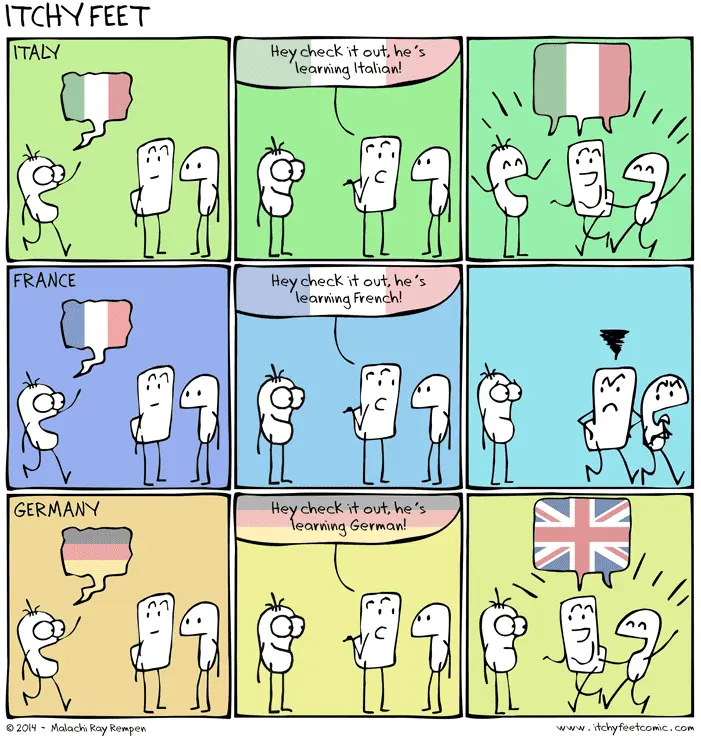 ITCHY FEET
ITALY
Hey check it out, he's
learning Italian!
FRANCE
Hey check it out, he's
learning French!
GERMANY
Hey check it out, he's
learning German!
© 2014 - Malachi Ray Rempen
www.itchyfeetcomic.com